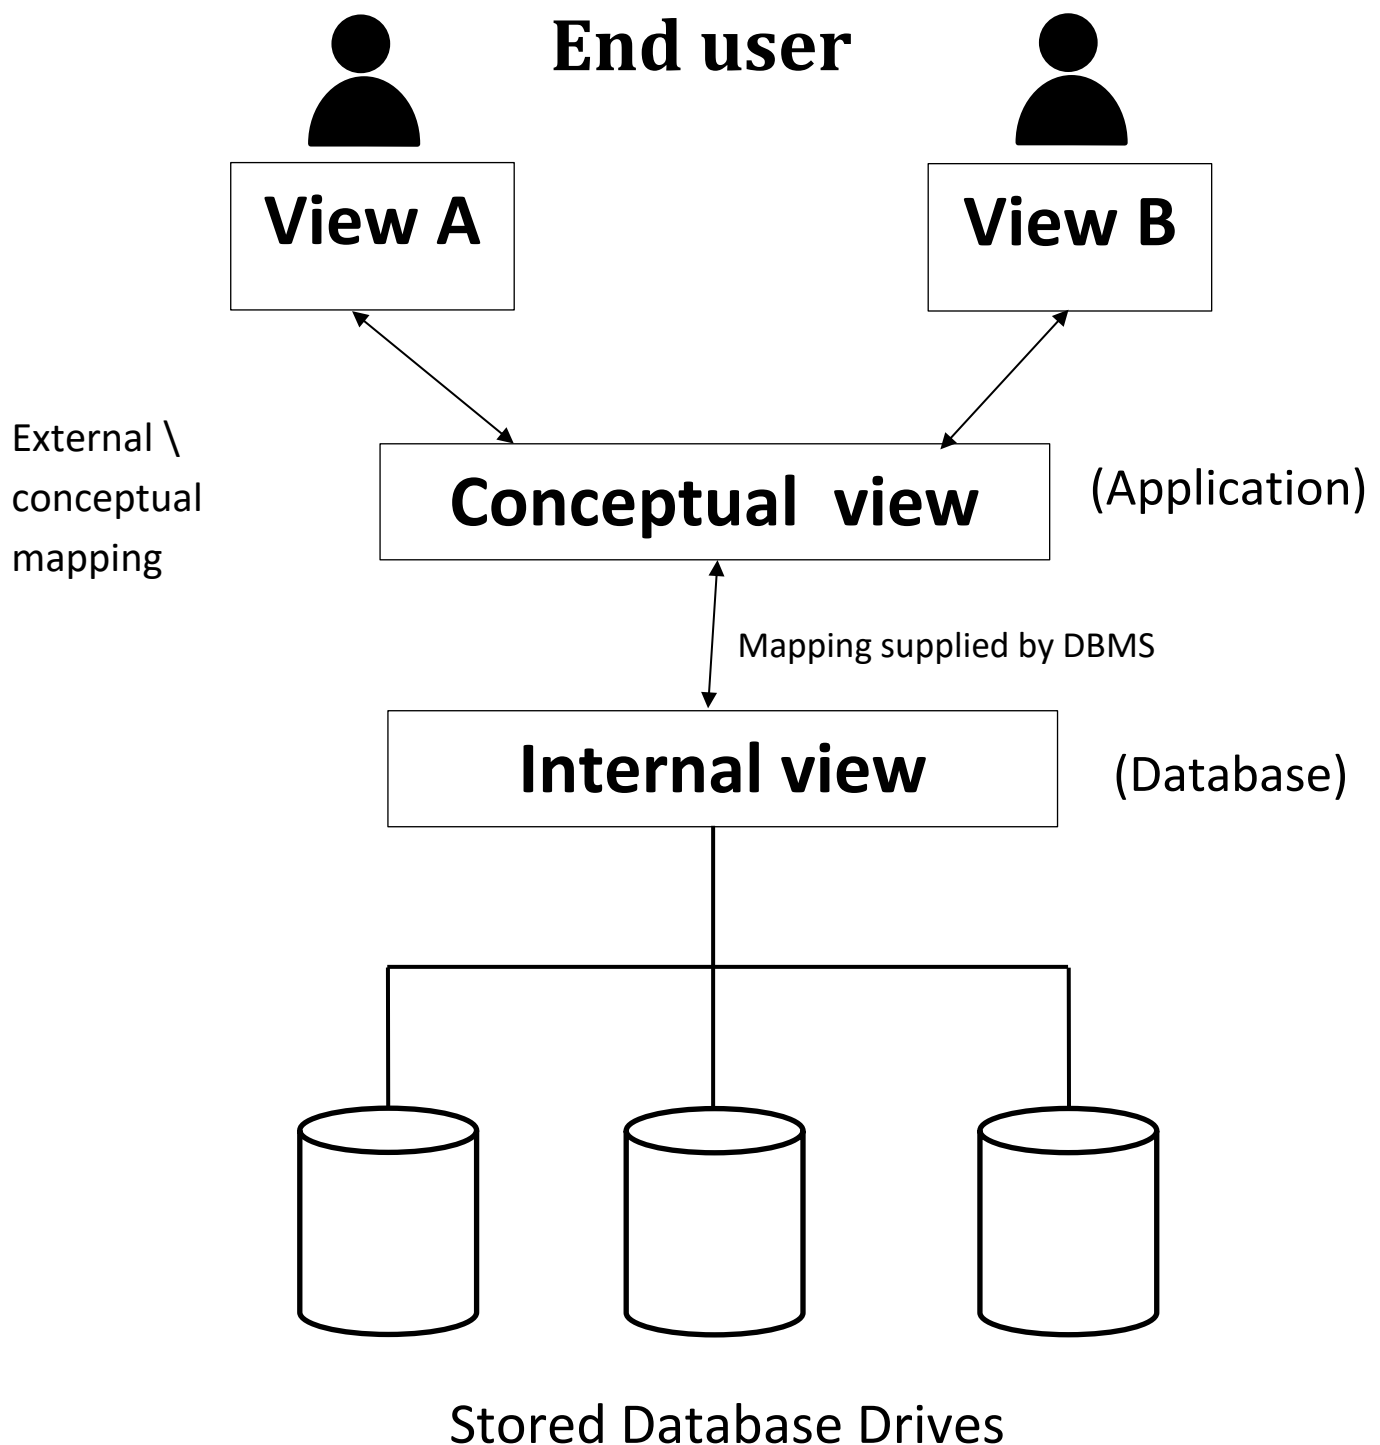 End user
View A
View B
External \
conceptual
mapping
Conceptual  view
(Application)
Mapping supplied by DBMS
Internal view
(Database)
Stored Database Drives